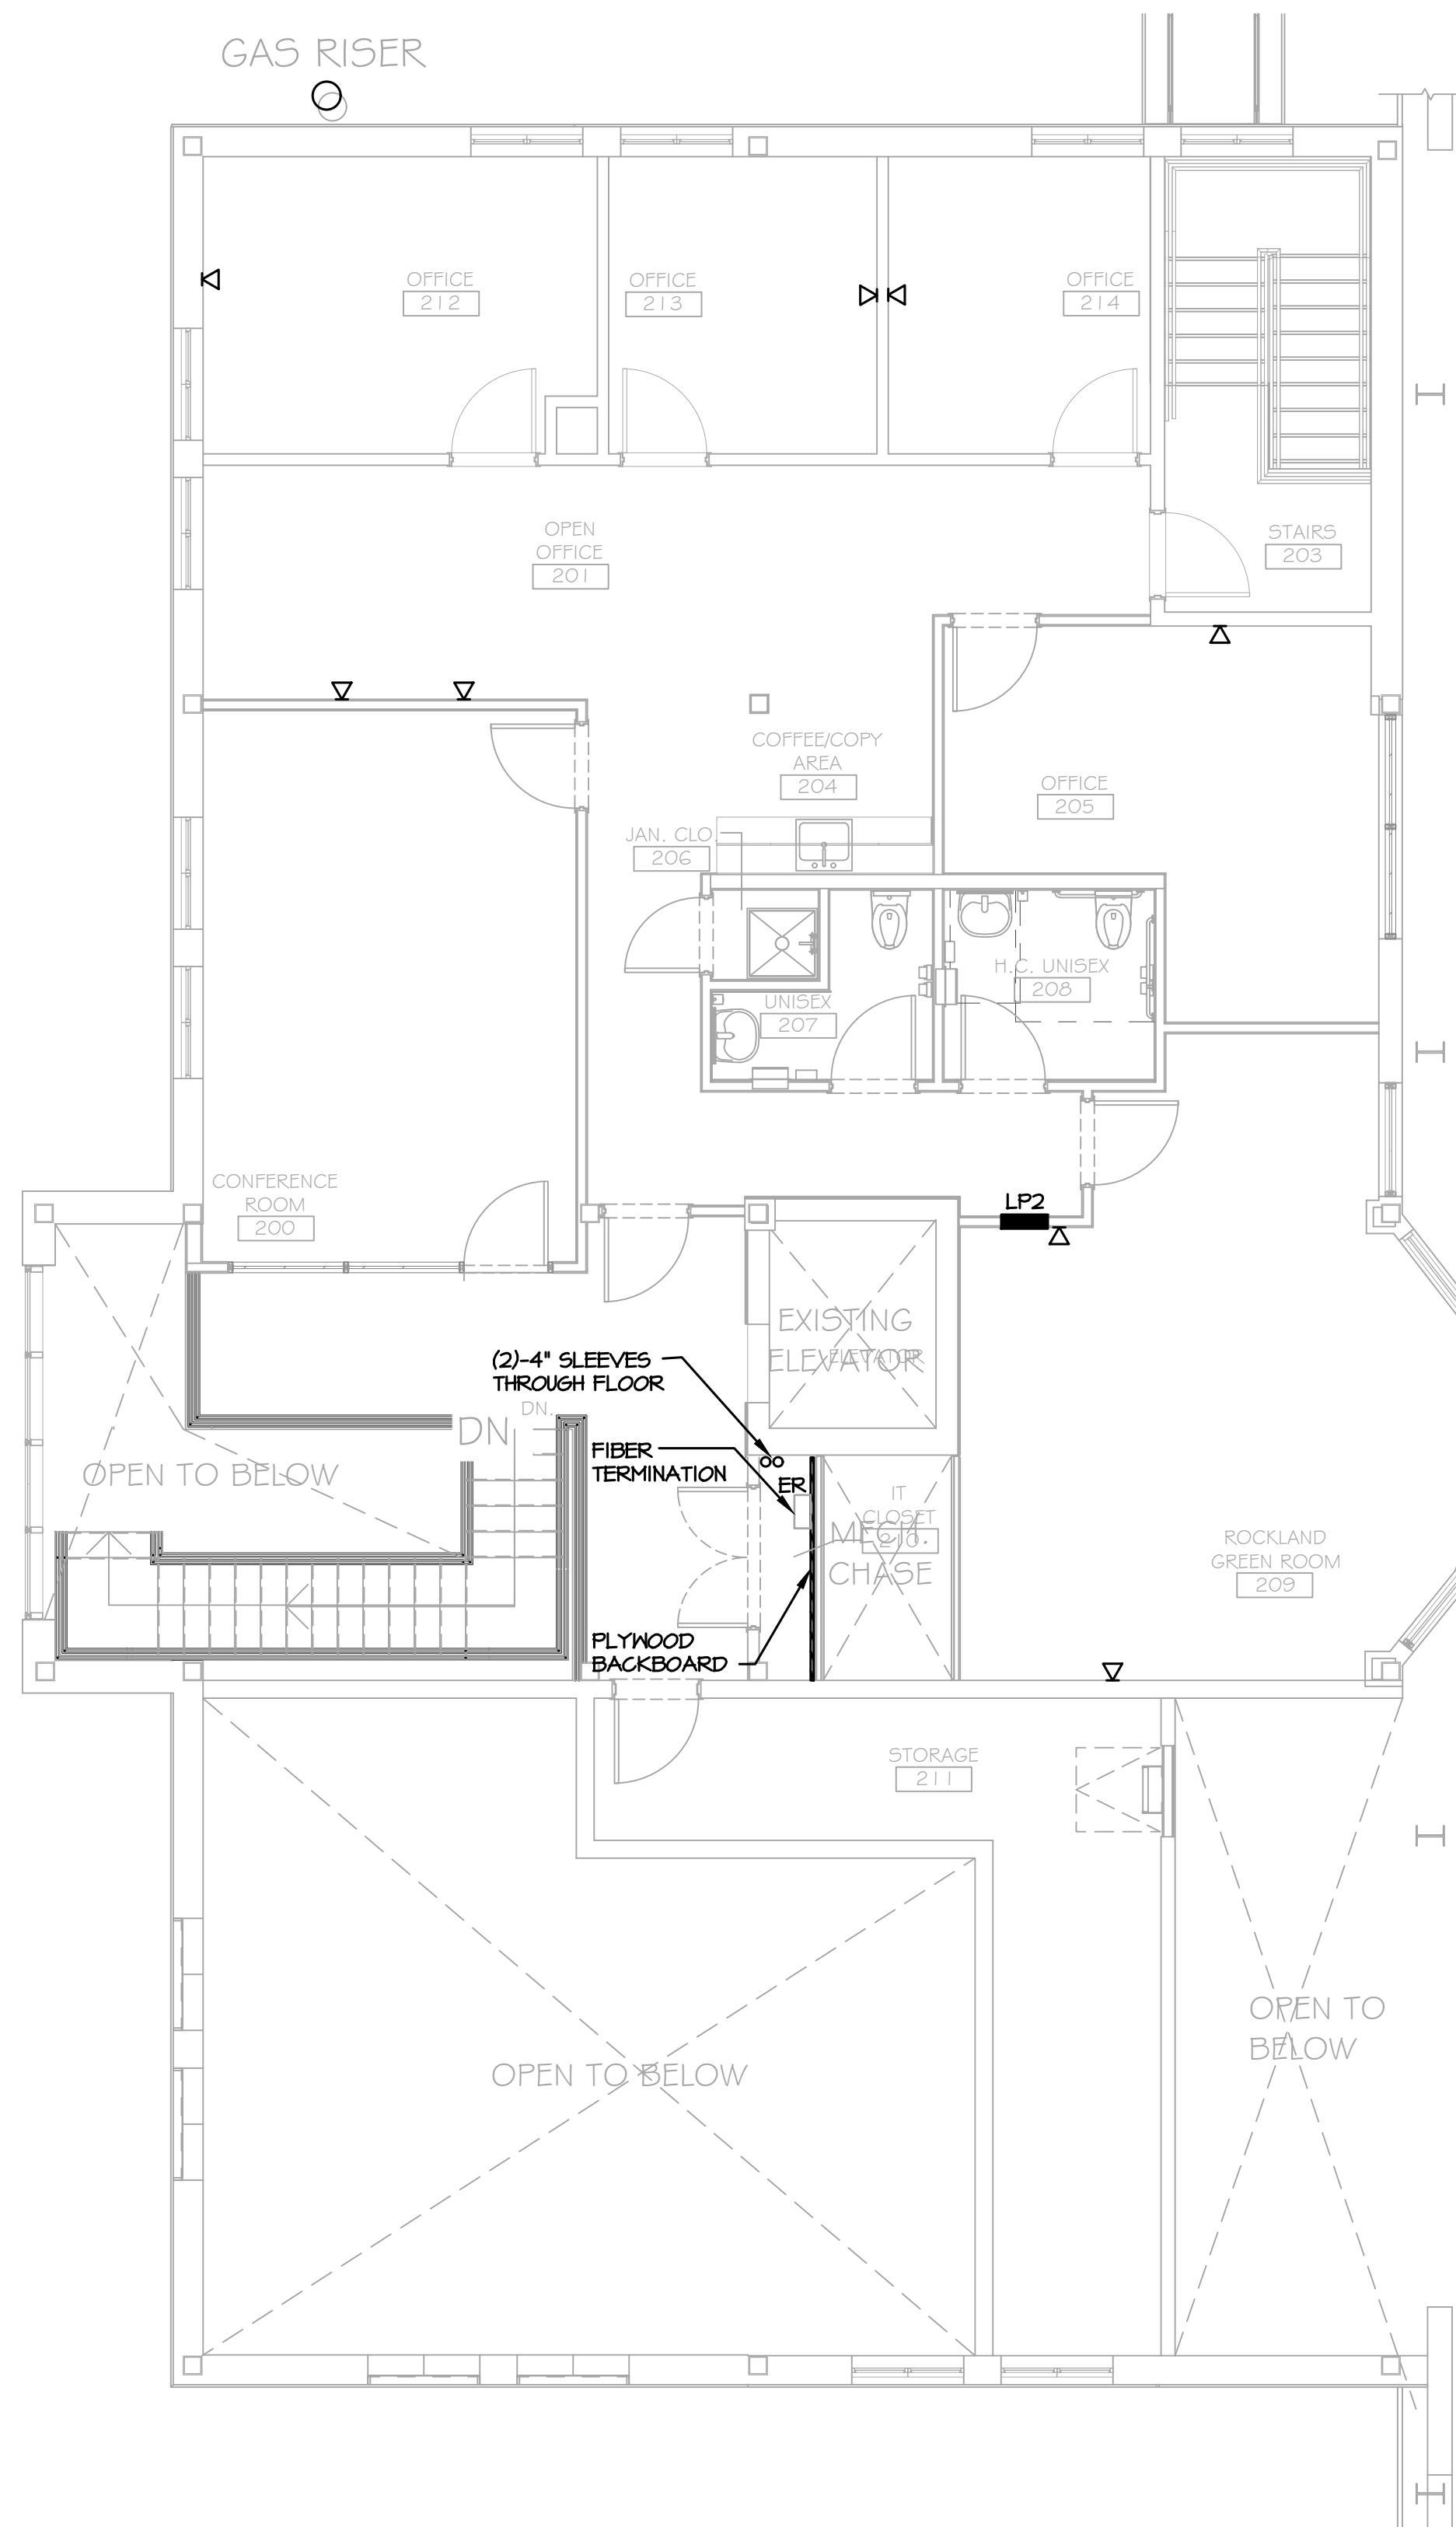 GAS RISER
OFFICE
212
OFFICE
213
OFFICE
214
OPEN
OFFICE
201
STAIRS
203
COFFEE/COPY
AREA
204
OFFICE
205
JAN. CLO.
206
H.C. UNISEX
208
UNISEX
207
CONFERENCE
ROOM
200
LP2
EXISTING
ELEVATOR
ELEVATOR
(2)-4" SLEEVES
THROUGH FLOOR
DN.
DN.
FIBER
TERMINATION
ER
OPEN TO BELOW
IT
CLOSET
210
MECH.
CHASE
ROCKLAND
GREEN ROOM
209
PLYWOOD
BACKBOARD
STORAGE
211
OPEN TO
BELOW
OPEN TO BELOW